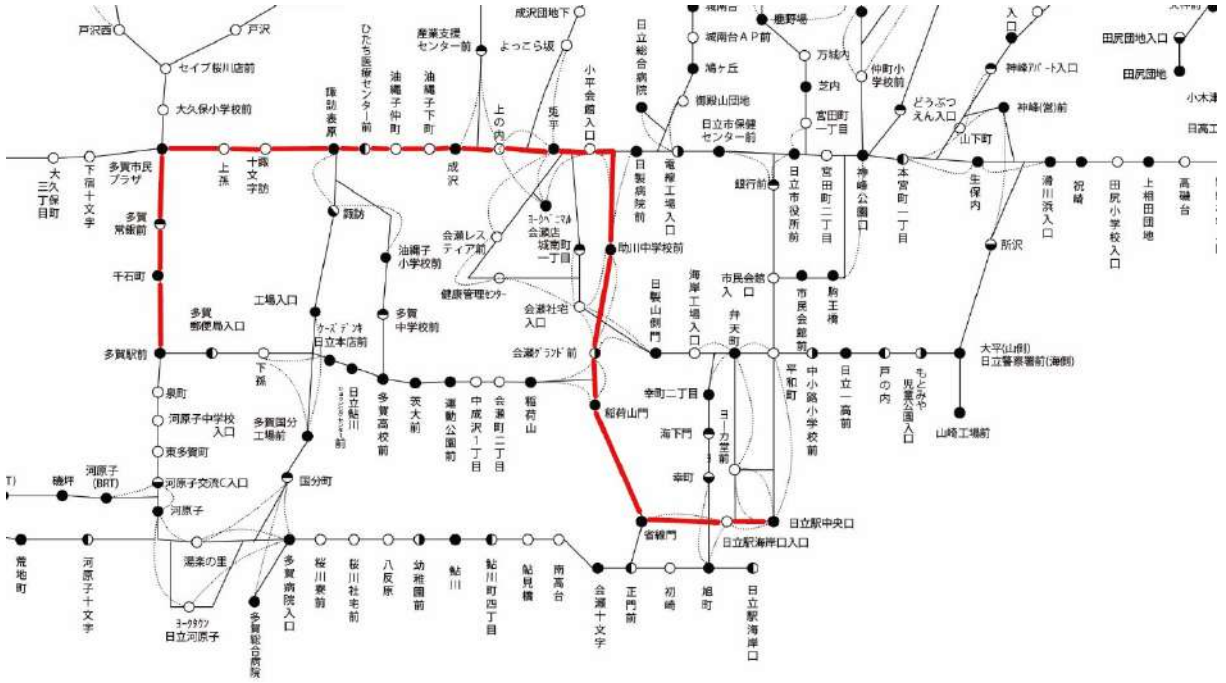 戸沢西
戸沢
セイブ桜川店前
大久保小学校前
成沢団地下
よっこら坂
産業支援
センター前
城南台
城南台AP前
鳩ヶ丘
御殿山団地
日立総合病院
日立市保健
センター前
鹿野場
万城内
芝内
宮田町
一丁目
仲町小
学校前
入口
神峰アパート入口
どうぶつ
えん入口
神峰(営)前
山下町
田尻団地入口
田尻団地
小木津
日高工
大久保町
三丁目
下宿十文字
多賀市民
プラザ
上孫
諏訪
十文字
諏訪表原
ひたち医療センター前
油縄子仲町
油縄子下町
成沢
上の内
兎平
小平会館入口
日製病院前
電線工場入口
銀行前
日立市役所前
宮田町二丁目
神峰公園口
本宮町一丁目
生保内
滑川浜入口
祝崎
田尻小学校入口
上相田団地
高磯台
多賀
常銀前
千石町
多賀
郵便局入口
多賀駅前
諏訪
油縄子
小学校前
工場入口
多賀
中学校前
会瀬レス
ティア前
健康管理センター
ヨークベニマル
会瀬店
城南町
一丁目
助川中学校前
会瀬社宅
入口
会瀬グランド前
日製山側門
海岸工場入口
弁天町
市民会館
入口
市民会館前
駒王橋
所沢
下孫
ケーズデンキ
日立本店前
日立鮎川
多賀高校前
茨大前
運動公園前
中成沢1丁目
会瀬町二丁目
稲荷山
稲荷山門
平和町
中小路小学校前
日立一高前
戸の内
もとみや
児童公園入口
大平(山側)
日立警察署前(海側)
山崎工場前
泉町
河原子中学校
入口
東多賀町
河原子交流C入口
河原子
河原子
(BRT)
磯坪
多賀国分
工場前
国分町
幸町二丁目
海下門
幸町
ヨーカ堂前
省線門
日立駅海岸口入口
日立駅中央口
荒地町
河原子十文字
湯楽の里
ヨークタウン
日立河原子
多賀総合病院
多賀病院入口
桜川寮前
桜川社宅前
八反原
幼稚園前
鮎川
鮎川町四丁目
鮎見橋
南高台
会瀬十文字
正門前
初崎
旭町
日立駅海岸口